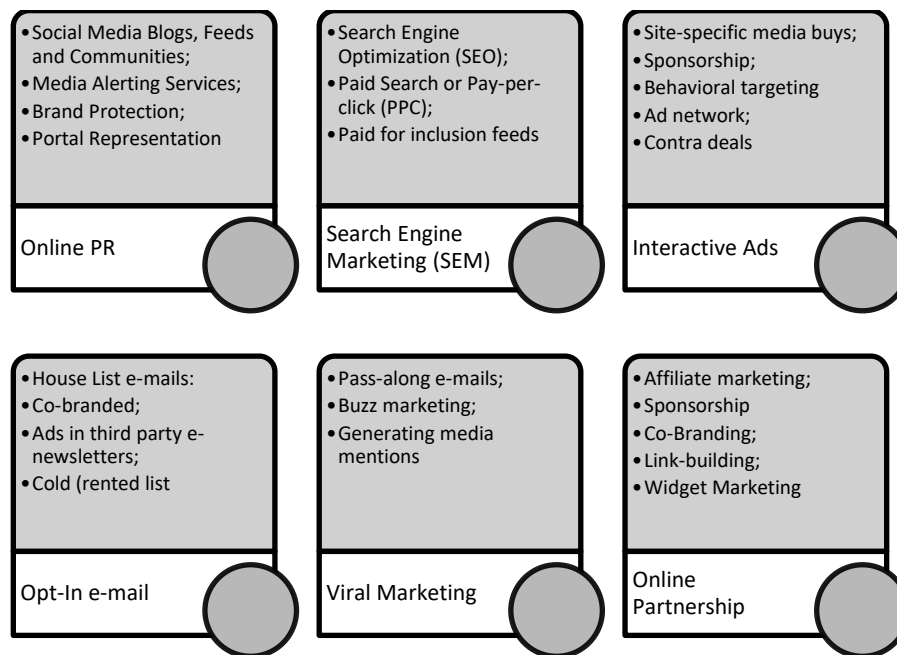 •Social Media Blogs, Feeds
and Communities;
•Media Alerting Services;
•Brand Protection;
•Portal Representation
Online PR
•Search Engine
Optimization (SEO);
•Paid Search or Pay-per-
click (PPC);
•Paid for inclusion feeds
Search Engine
Marketing (SEM)
•Site-specific media buys;
•Sponsorship;
•Behavioral targeting
•Ad network;
•Contra deals
Interactive Ads
•House List e-mails:
•Co-branded;
•Ads in third party e-
newsletters;
•Cold (rented list
Opt-In e-mail
•Pass-along e-mails;
•Buzz marketing;
•Generating media
mentions
Viral Marketing
•Affiliate marketing;
•Sponsorship
•Co-Branding;
•Link-building;
•Widget Marketing
Online
Partnership